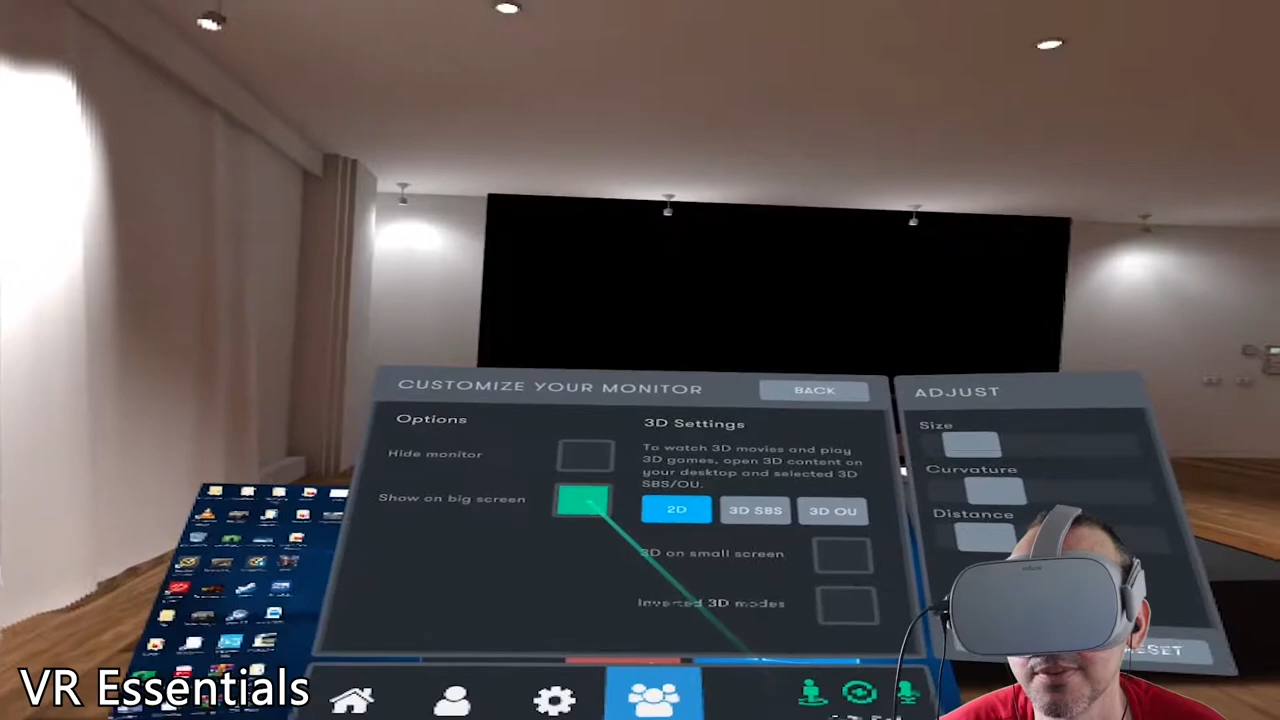 CUSTOMIZE YOUR MONITOR
BACK
Options
Hide monitor
Show on big screen
3D Settings
To watch 3D movies and play
3D games, open 3D content on
your desktop and selected 3D
SBS/OU.
2D
3D SBS
3D OU
3D on small screen
Inverted 3D modes
ADJUST
Size
Curvature
Distance
VR Essentials